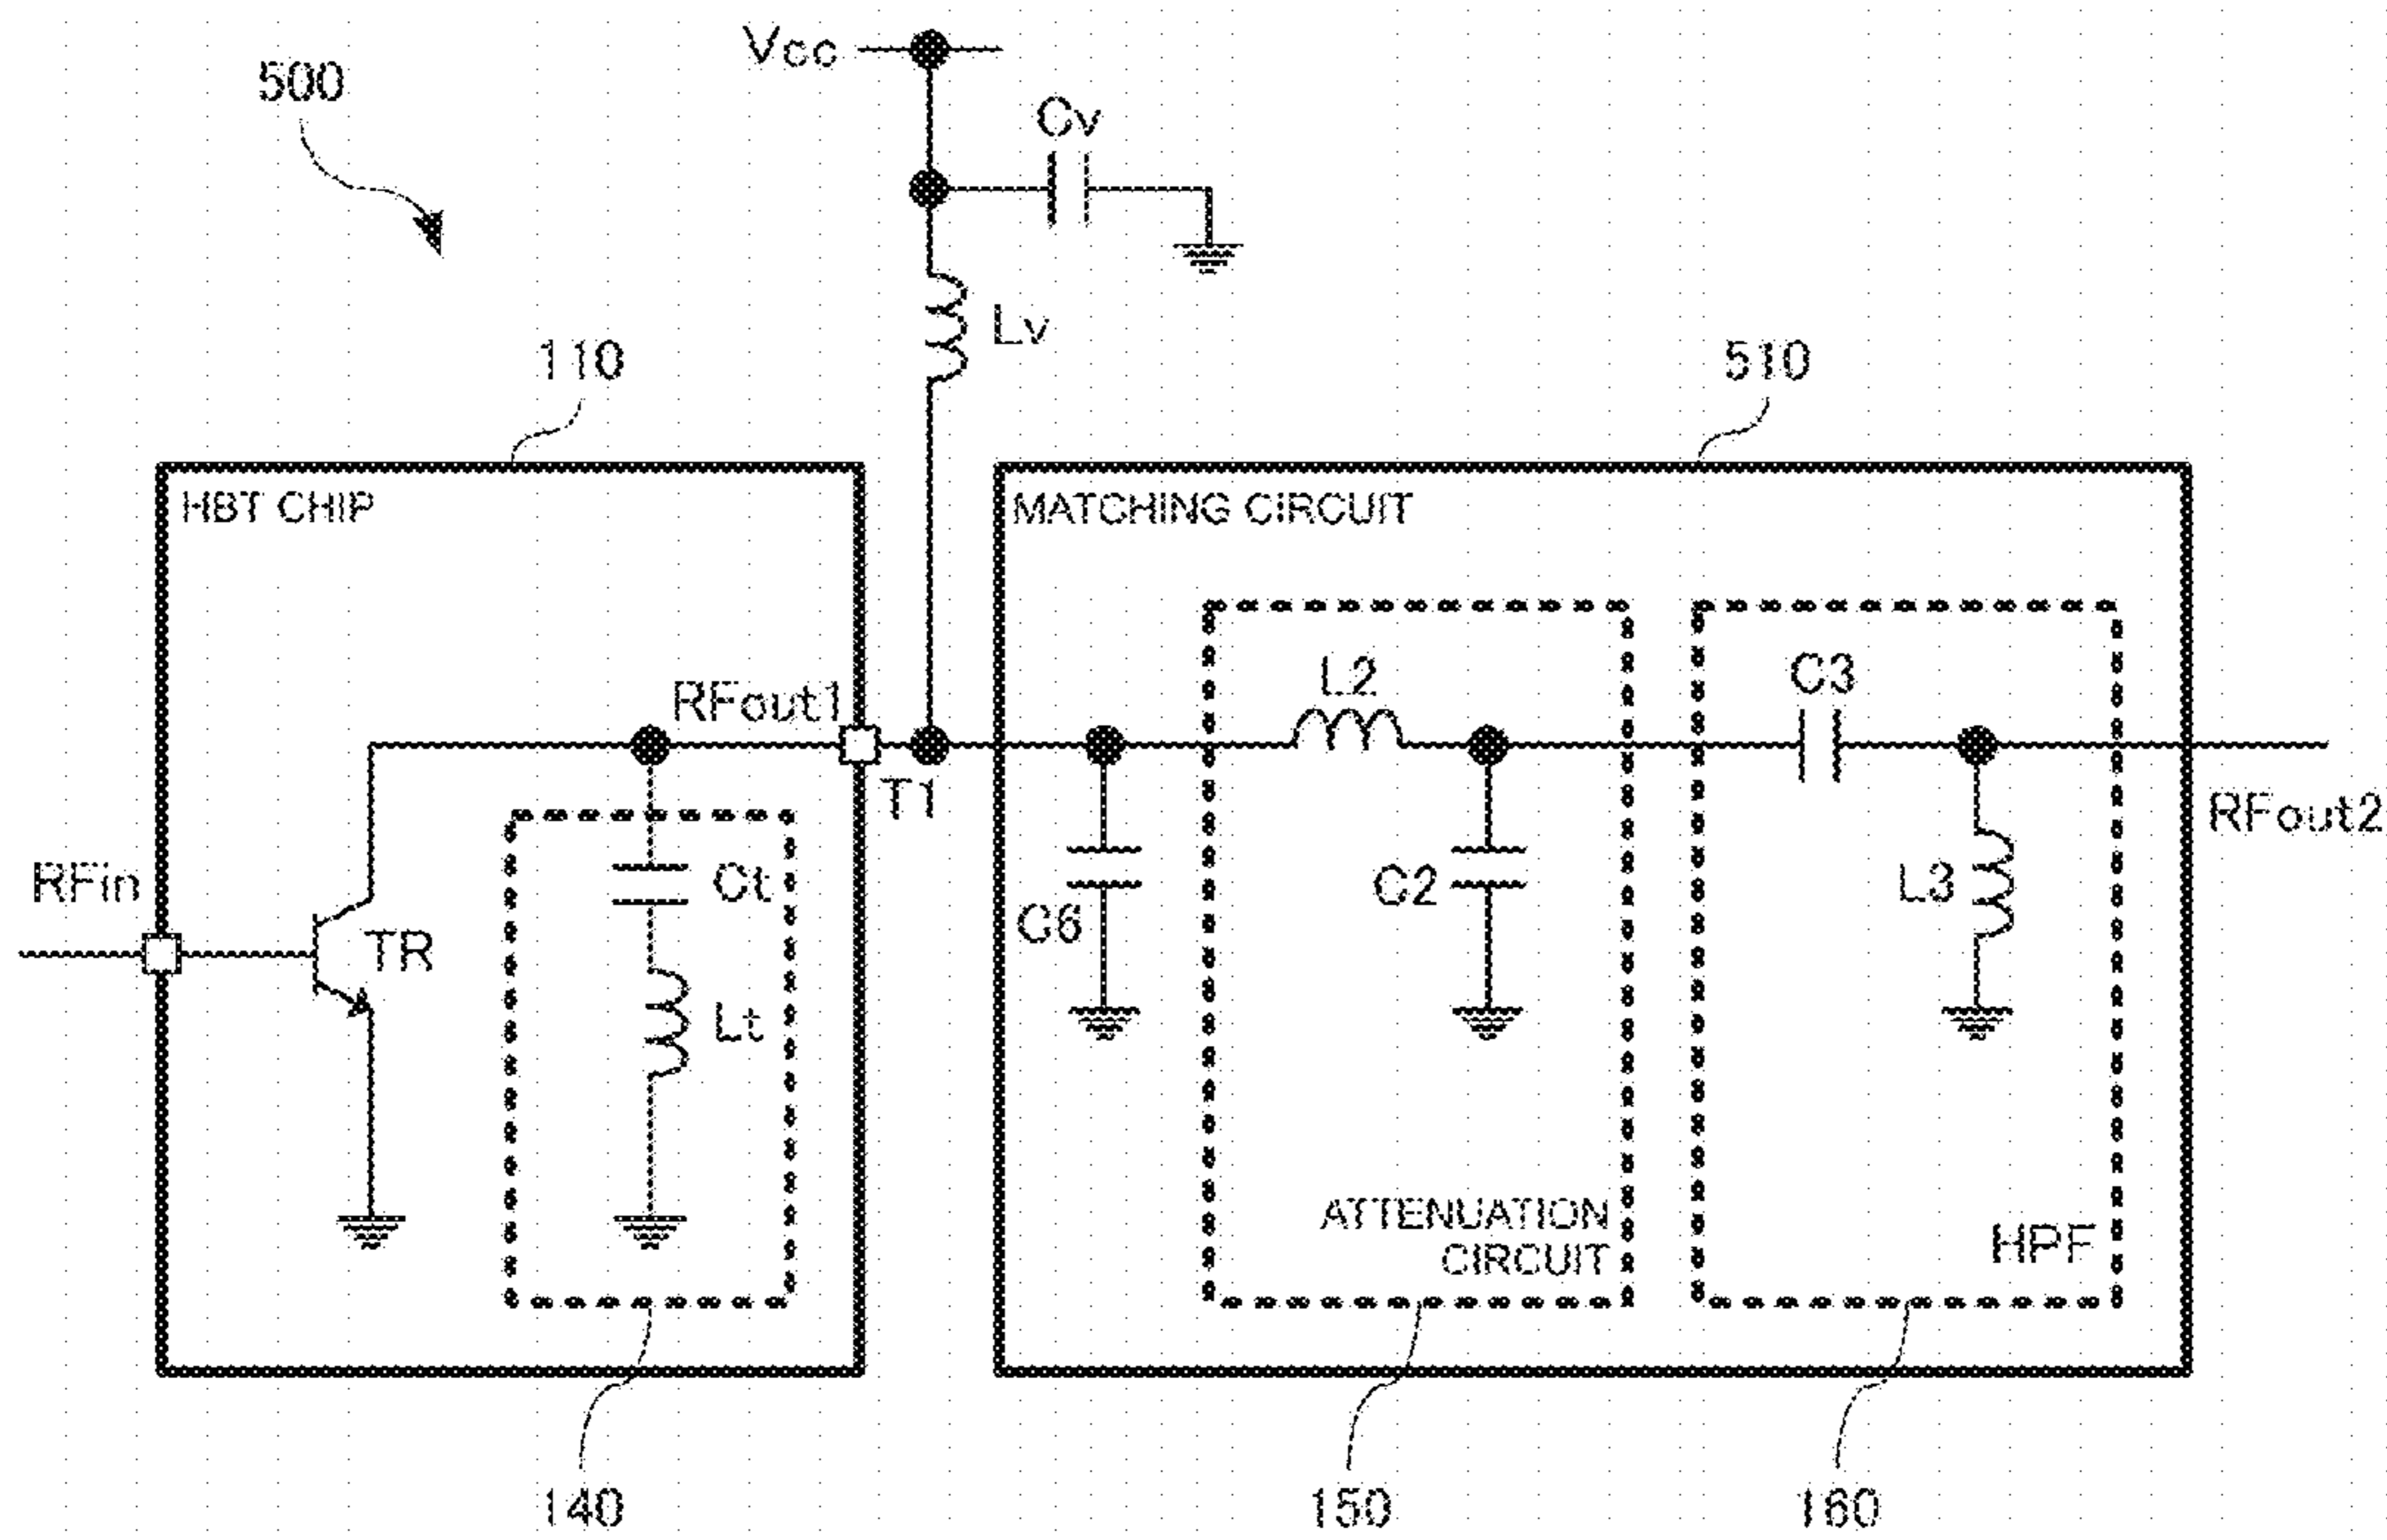 Vcc
500
Cv
Lv
110
510
HBT CHIP
MATCHING CIRCUIT
RFout1
L2
C3
T1
RFout2
RFin
TR
Ct
C6
C2
L3
Lt
ATTENUATION
CIRCUIT
HPF
140
150
160